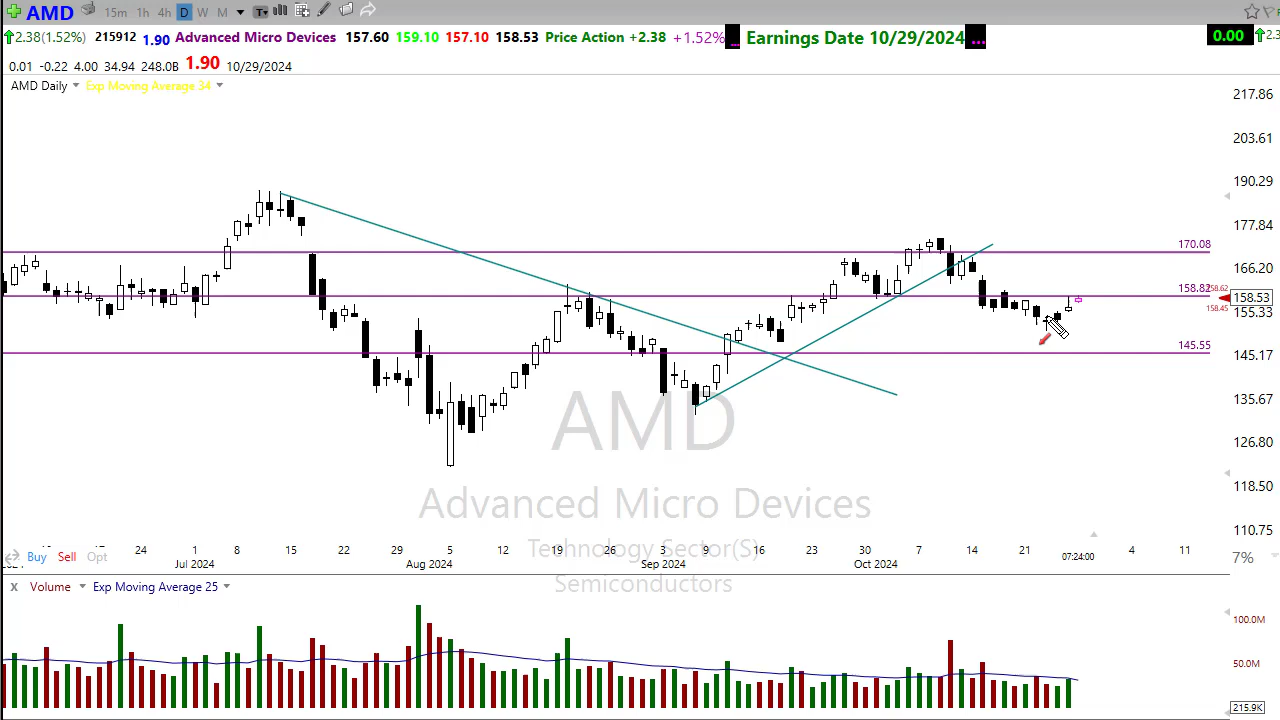 AMD 15m 1h 4h D W M T
2.38(1.52%) 215912 1.90 Advanced Micro Devices 157.60 159.10 157.10 158.53 Price Action +2.38 +1.52% ... Earnings Date 10/29/2024 ... 0.00
0.01 -0.22 4.00 34.94 248.0B 1.90 10/29/2024
AMD Daily Exp Moving Average 34
217.86
203.61
190.29
177.84
170.08
166.20
158.82 158.62
158.53
158.45
155.33
145.55
145.17
135.67
126.80
118.50
110.75
AMD
Advanced Micro Devices
Technology Sector(S)
Semiconductors
24 1 8 15 22 29 5 12 19 26 3 9 16 23 30 7 14 21 07:24:00 4 11
Buy Sell Opt
Jul 2024 Aug 2024 Sep 2024 Oct 2024
7%
X Volume Exp Moving Average 25
100.0M
50.0M
215.9K